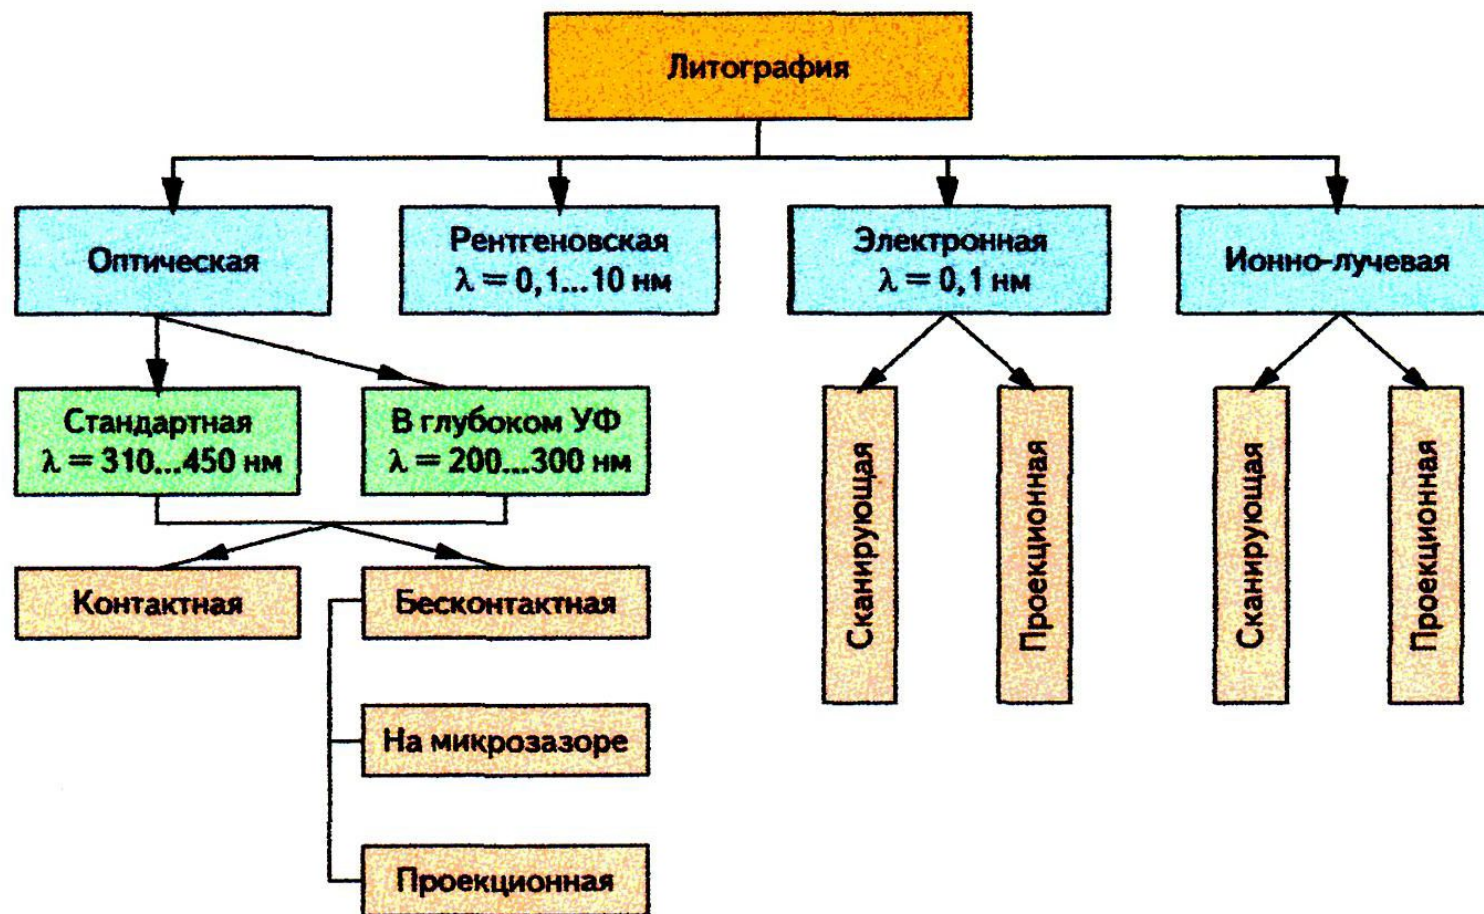 Литография
Оптическая
Рентгеновская
λ = 0,1...10 нм
Электронная
λ = 0,1 нм
Ионно-лучевая
Стандартная
λ = 310...450 нм
В глубоком УФ
λ = 200...300 нм
Контактная
Бесконтактная
На микрозазоре
Проекционная
Сканирующая
Проекционная
Сканирующая
Проекционная